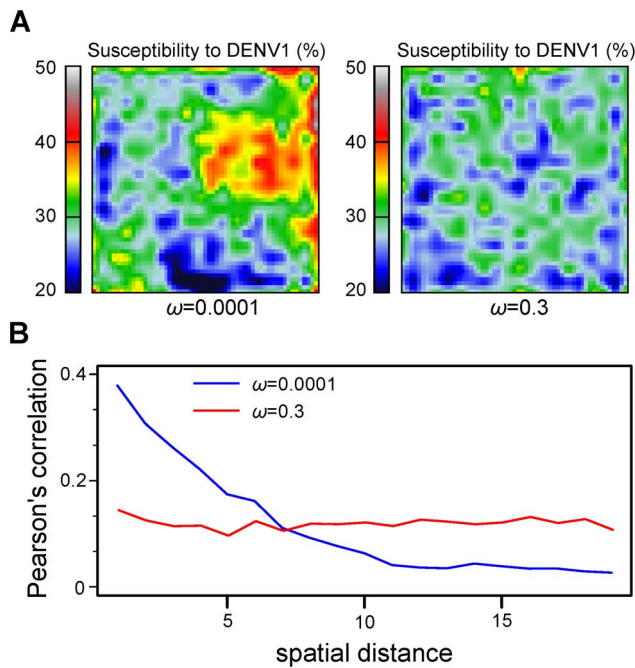 A
Susceptibility to DENV1 (%) Susceptibility to DENV1 (%)
50 50
40 40
30 30
20 20
ω=0.0001 ω=0.3
B
Pearson's correlation
0.4
0.2
0
ω=0.0001
ω=0.3
5 10 15
spatial distance